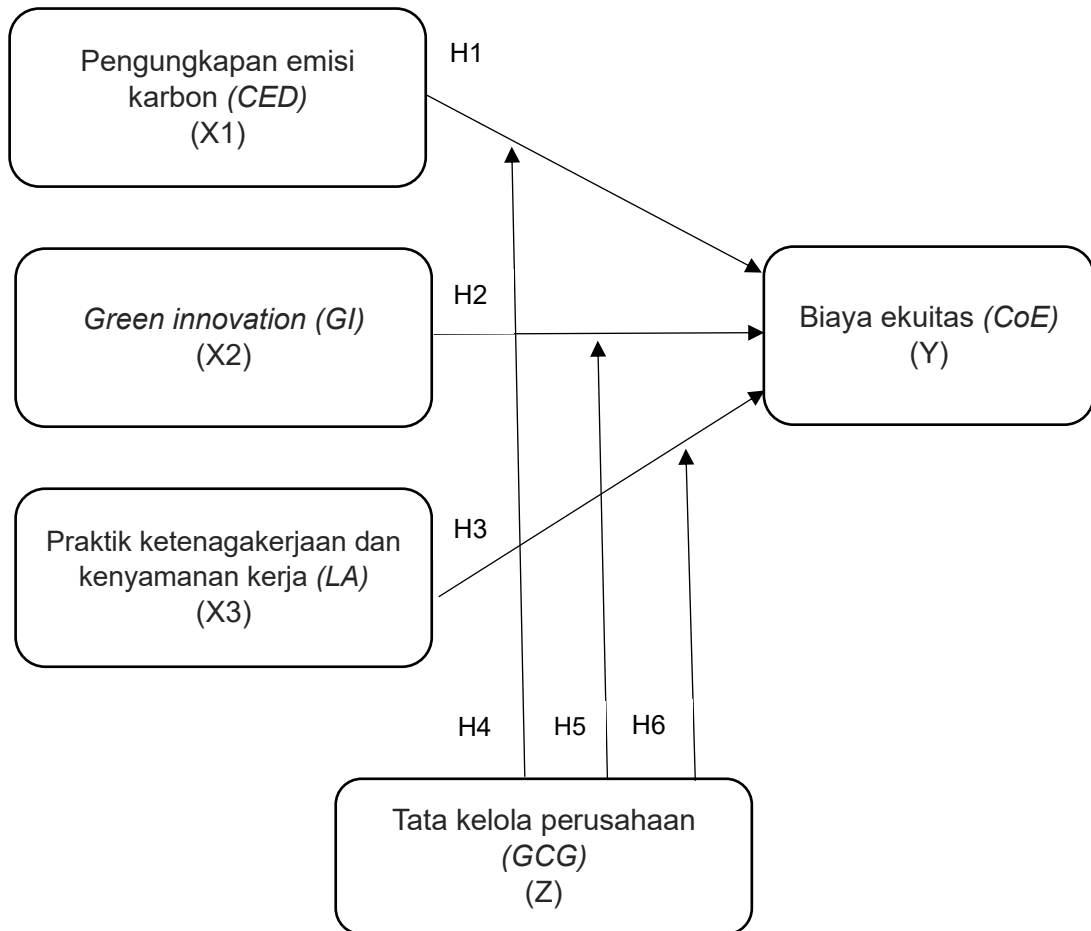 Pengungkapan emisi
karbon (CED)
(X1)
H1
Green innovation (GI)
(X2)
H2
Biaya ekuitas (CoE)
(Y)
Praktik ketenagakerjaan dan
kenyamanan kerja (LA)
(X3)
H3
H4
H5
H6
Tata kelola perusahaan
(GCG)
(Z)